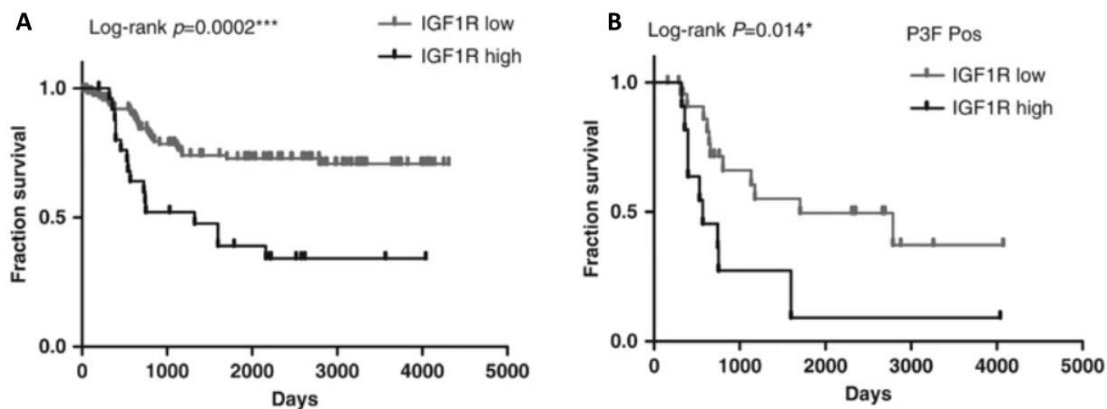 A
Log-rank p=0.0002***
IGF1R low
IGF1R high
Fraction survival
1.0
0.5
0.0
0 1000 2000 3000 4000 5000
Days
B
Log-rank P=0.014*
P3F Pos
IGF1R low
IGF1R high
Fraction survival
1.0
0.5
0.0
0 1000 2000 3000 4000 5000
Days